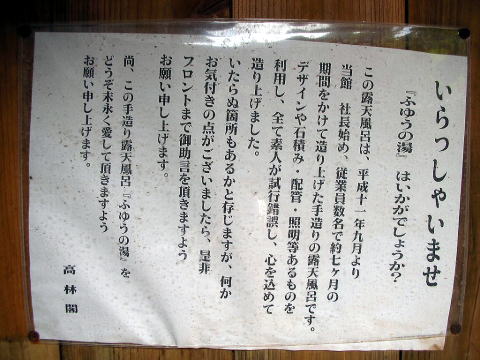 いらっしゃいませ
『ふゆうの湯』はいかがでしょうか?
この露天風呂は、平成十一年九月より
当館 社長始め、従業員数名で約七ヶ月の
期間をかけて造り上げた手造りの露天風呂です。
デザインや石積み・配管・照明等あるものを
利用し、全て素人が試行錯誤し、心を込めて
造り上げました。
いたらぬ箇所もあるかと存じますが、何か
お気付きの点がございましたら、是非
フロントまで御助言を頂きますよう
お願い申し上げます。
尚、この手造り露天風呂『ふゆうの湯』を
どうぞ末永く愛して頂きますよう
お願い申し上げます。
高林閣